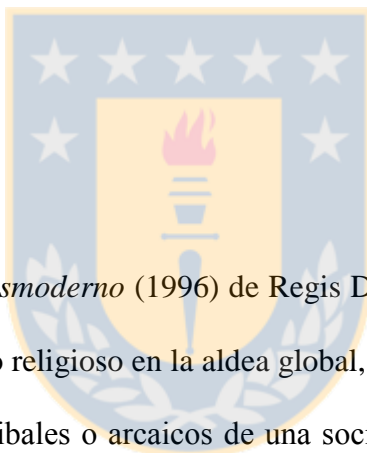 smoderno (1996) de Regis D
o religioso en la aldea global,
ibales o arcaicos de una soci